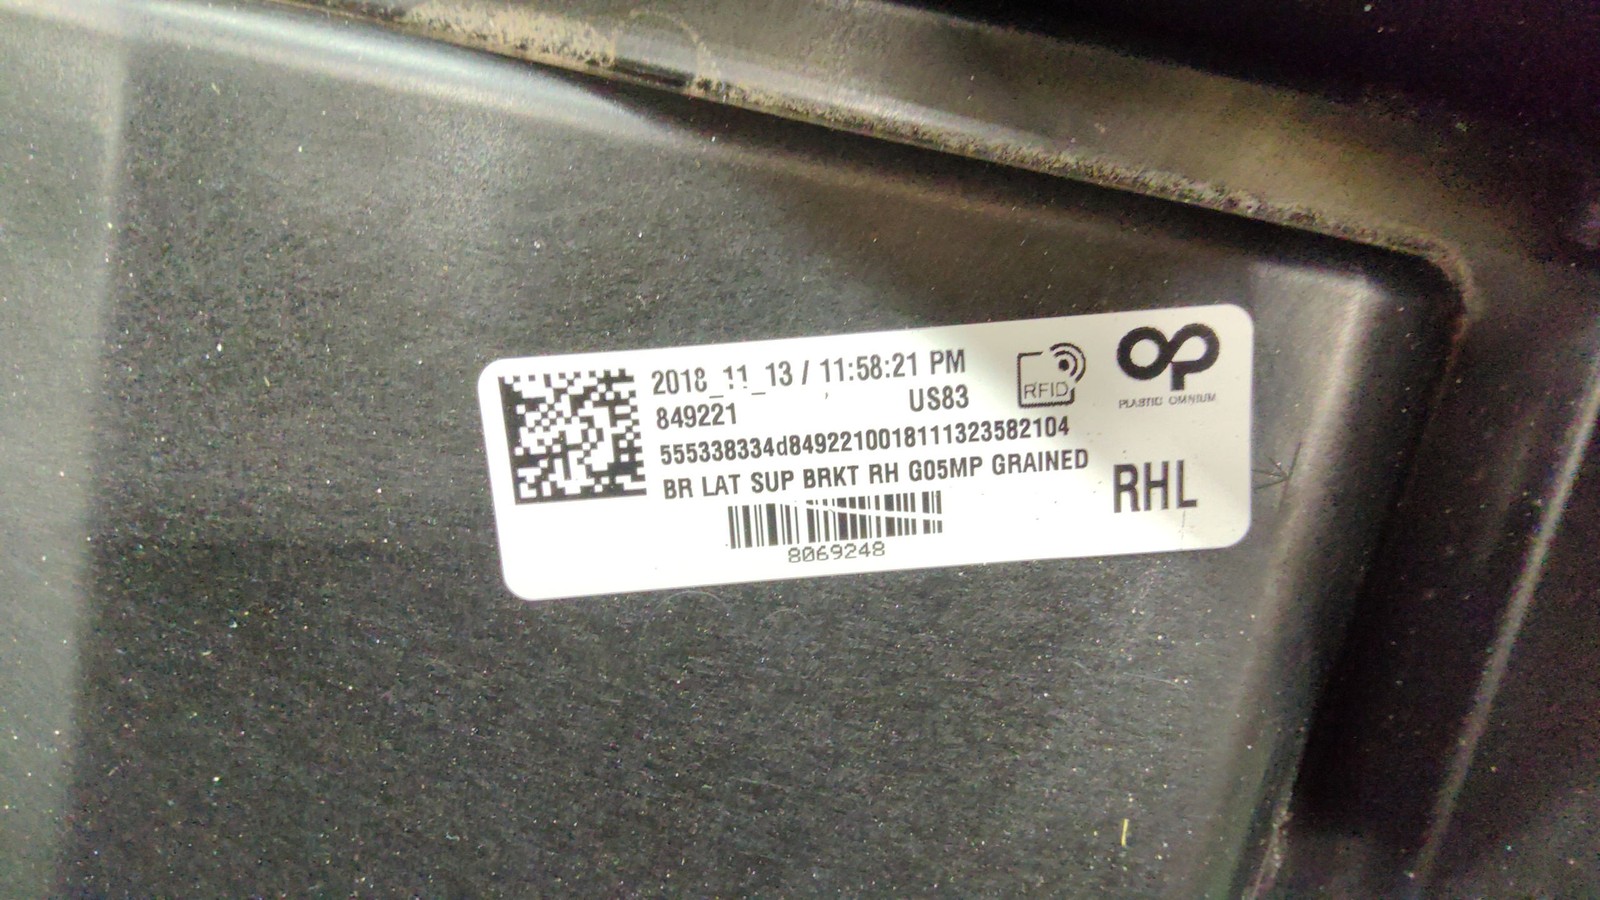 2018_11_13 / 11:58:21 PM
849221 US83
555338334d8492210018111323582104
BR LAT SUP BRKT RH G05MP GRAINED
8069248
RFID
OP
PLASTIC OMNIUM
RHL